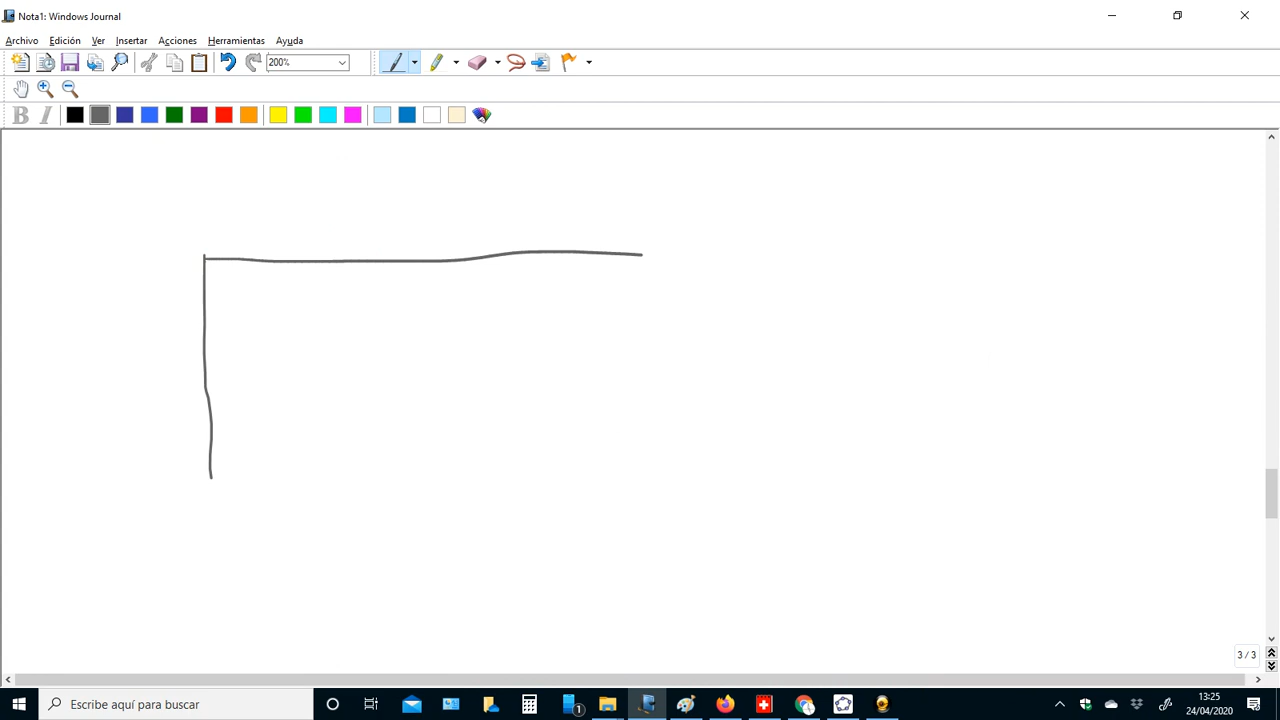 Nota1: Windows Journal
Archivo Edición Ver Insertar Acciones Herramientas Ayuda
200%
B I
3 / 3
Escribe aquí para buscar
1
13:25
24/04/2020